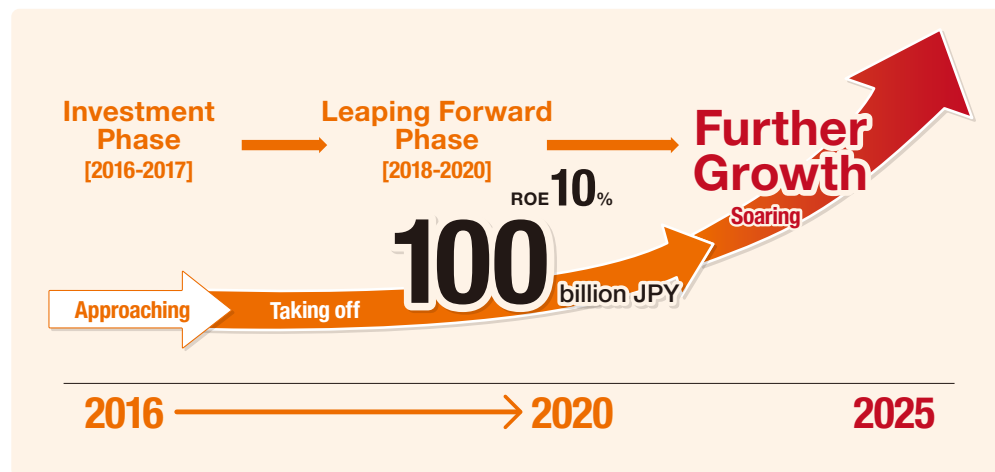 Investment
Phase
[2016-2017]
Leaping Forward
Phase
[2018-2020]
ROE 10%
100
billion JPY
Further
Growth
Soaring
Approaching
Taking off
2016
2020
2025